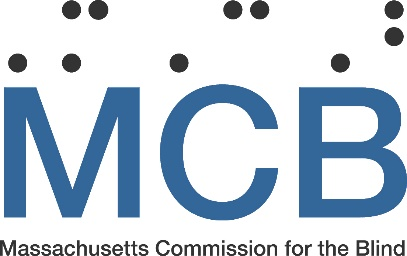 ⠠⠍⠠⠉⠠⠃
MCB
Massachusetts Commission for the Blind